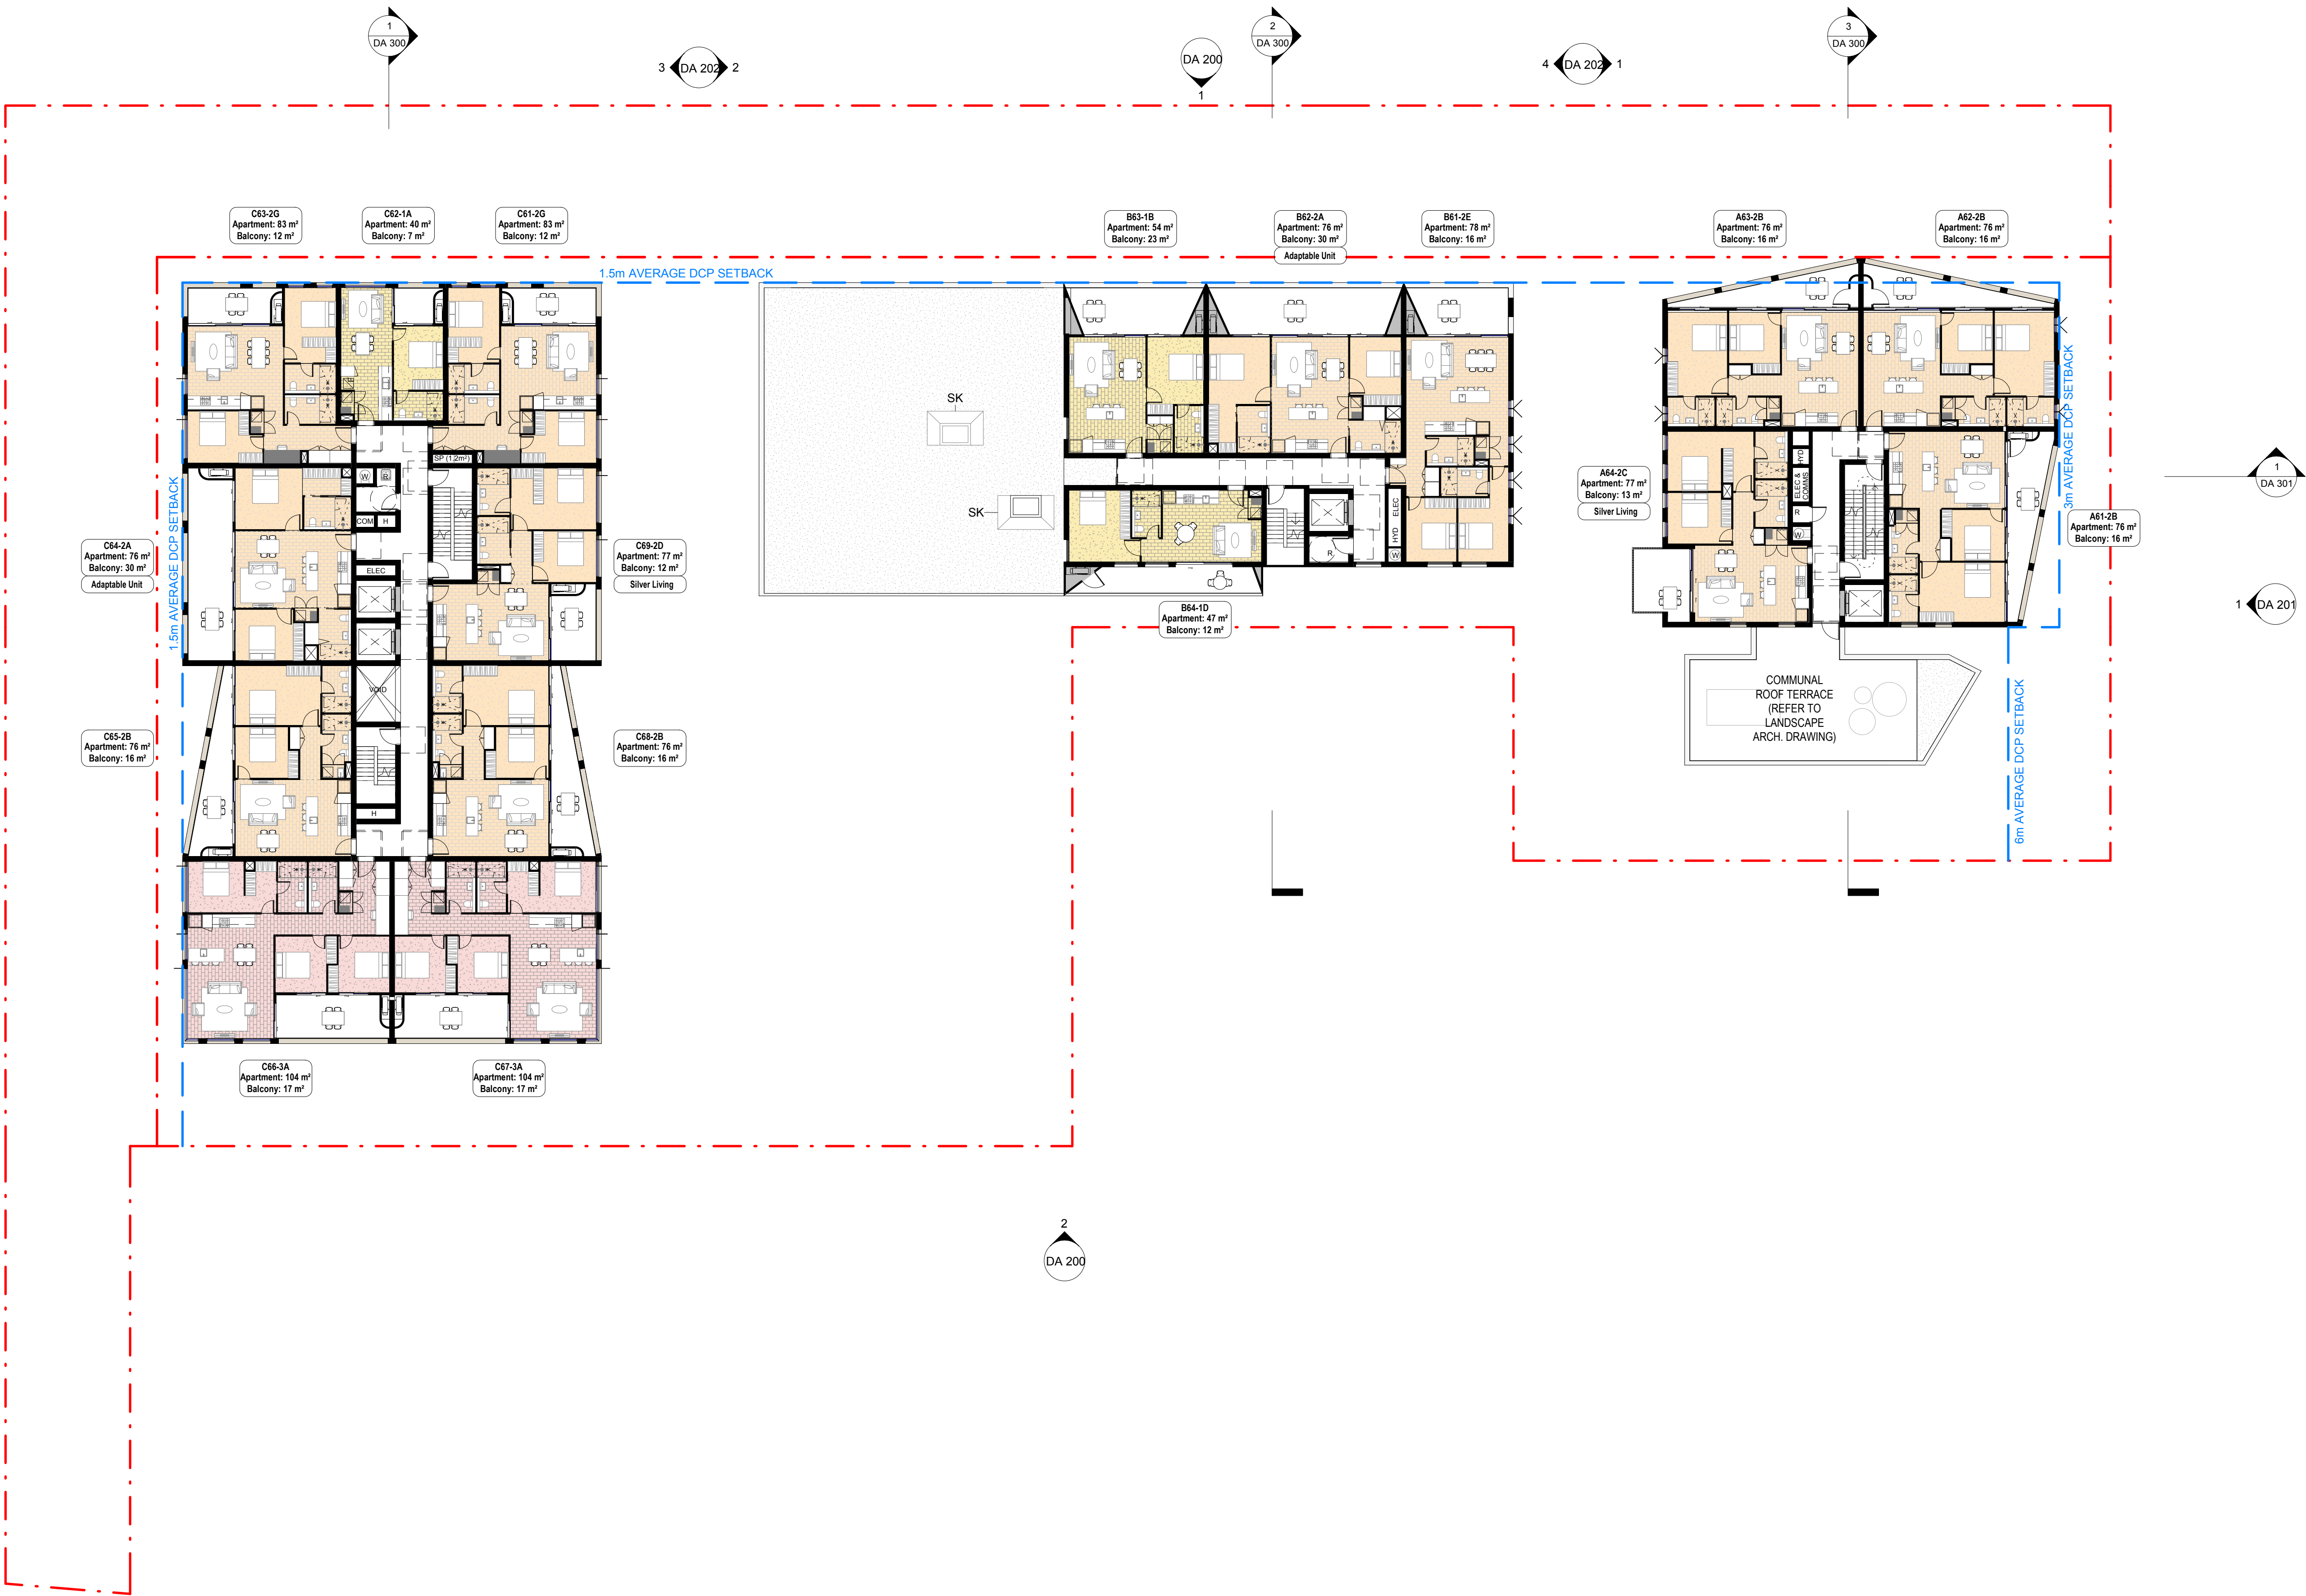 1
DA 300
3
DA 202
2
DA 200
1
2
DA 300
4
DA 202
1
3
DA 300
C63-2G
Apartment: 83 m²
Balcony: 12 m²
C62-1A
Apartment: 40 m²
Balcony: 7 m²
C61-2G
Apartment: 83 m²
Balcony: 12 m²
B63-1B
Apartment: 54 m²
Balcony: 23 m²
B62-2A
Apartment: 76 m²
Balcony: 30 m²
Adaptable Unit
B61-2E
Apartment: 78 m²
Balcony: 16 m²
A63-2B
Apartment: 76 m²
Balcony: 16 m²
A62-2B
Apartment: 76 m²
Balcony: 16 m²
1.5m AVERAGE DCP SETBACK
1.5m AVERAGE DCP SETBACK
3m AVERAGE DCP SETBACK
6m AVERAGE DCP SETBACK
SK
SK
SP (1.2m²)
W
R
COM
H
ELEC
VOID
H
C64-2A
Apartment: 76 m²
Balcony: 30 m²
Adaptable Unit
C69-2D
Apartment: 77 m²
Balcony: 12 m²
Silver Living
C65-2B
Apartment: 76 m²
Balcony: 16 m²
C68-2B
Apartment: 76 m²
Balcony: 16 m²
C66-3A
Apartment: 104 m²
Balcony: 17 m²
C67-3A
Apartment: 104 m²
Balcony: 17 m²
ELEC
HYD
R
W
B64-1D
Apartment: 47 m²
Balcony: 12 m²
A64-2C
Apartment: 77 m²
Balcony: 13 m²
Silver Living
HYD
ELEC &
COMMS
R
W
A61-2B
Apartment: 76 m²
Balcony: 16 m²
1
DA 301
1
DA 201
COMMUNAL
ROOF TERRACE
(REFER TO
LANDSCAPE
ARCH. DRAWING)
2
DA 200